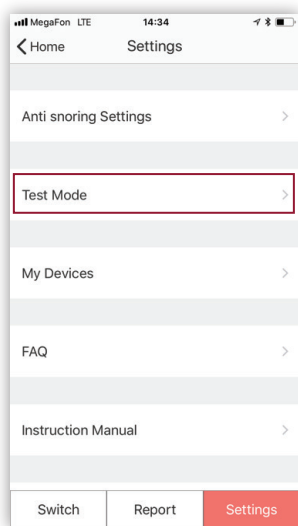 MegaFon LTE 14:34
Home Settings
Anti snoring Settings
Test Mode
My Devices
FAQ
Instruction Manual
Switch Report Settings